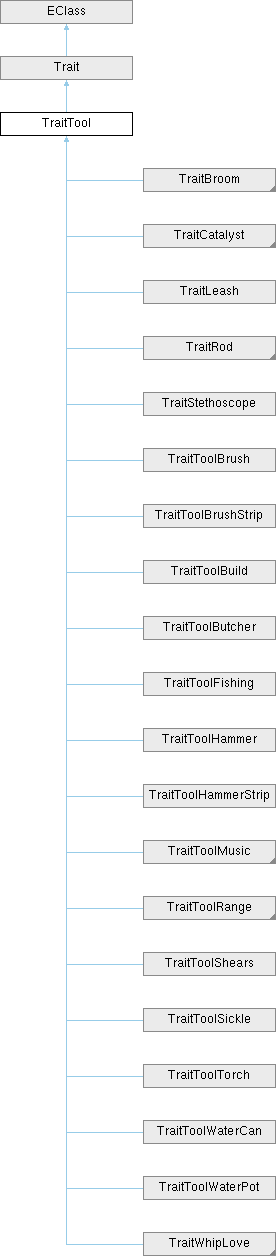 EClass
Trait
TraitTool
TraitBroom
TraitCatalyst
TraitLeash
TraitRod
TraitStethoscope
TraitToolBrush
TraitToolBrushStrip
TraitToolBuild
TraitToolButcher
TraitToolFishing
TraitToolHammer
TraitToolHammerStrip
TraitToolMusic
TraitToolRange
TraitToolShears
TraitToolSickle
TraitToolTorch
TraitToolWaterCan
TraitToolWaterPot
TraitWhipLove